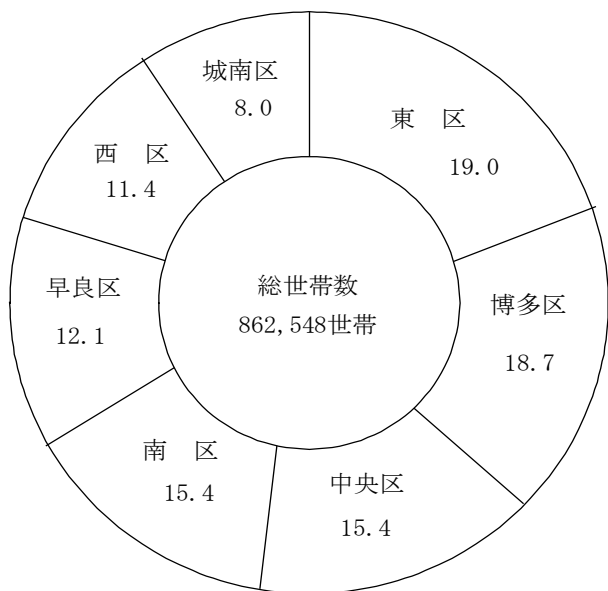 城南区
8.0
東　区
19.0
西　区
11.4
早良区
12.1
総世帯数
862,548世帯
博多区
18.7
南　区
15.4
中央区
15.4